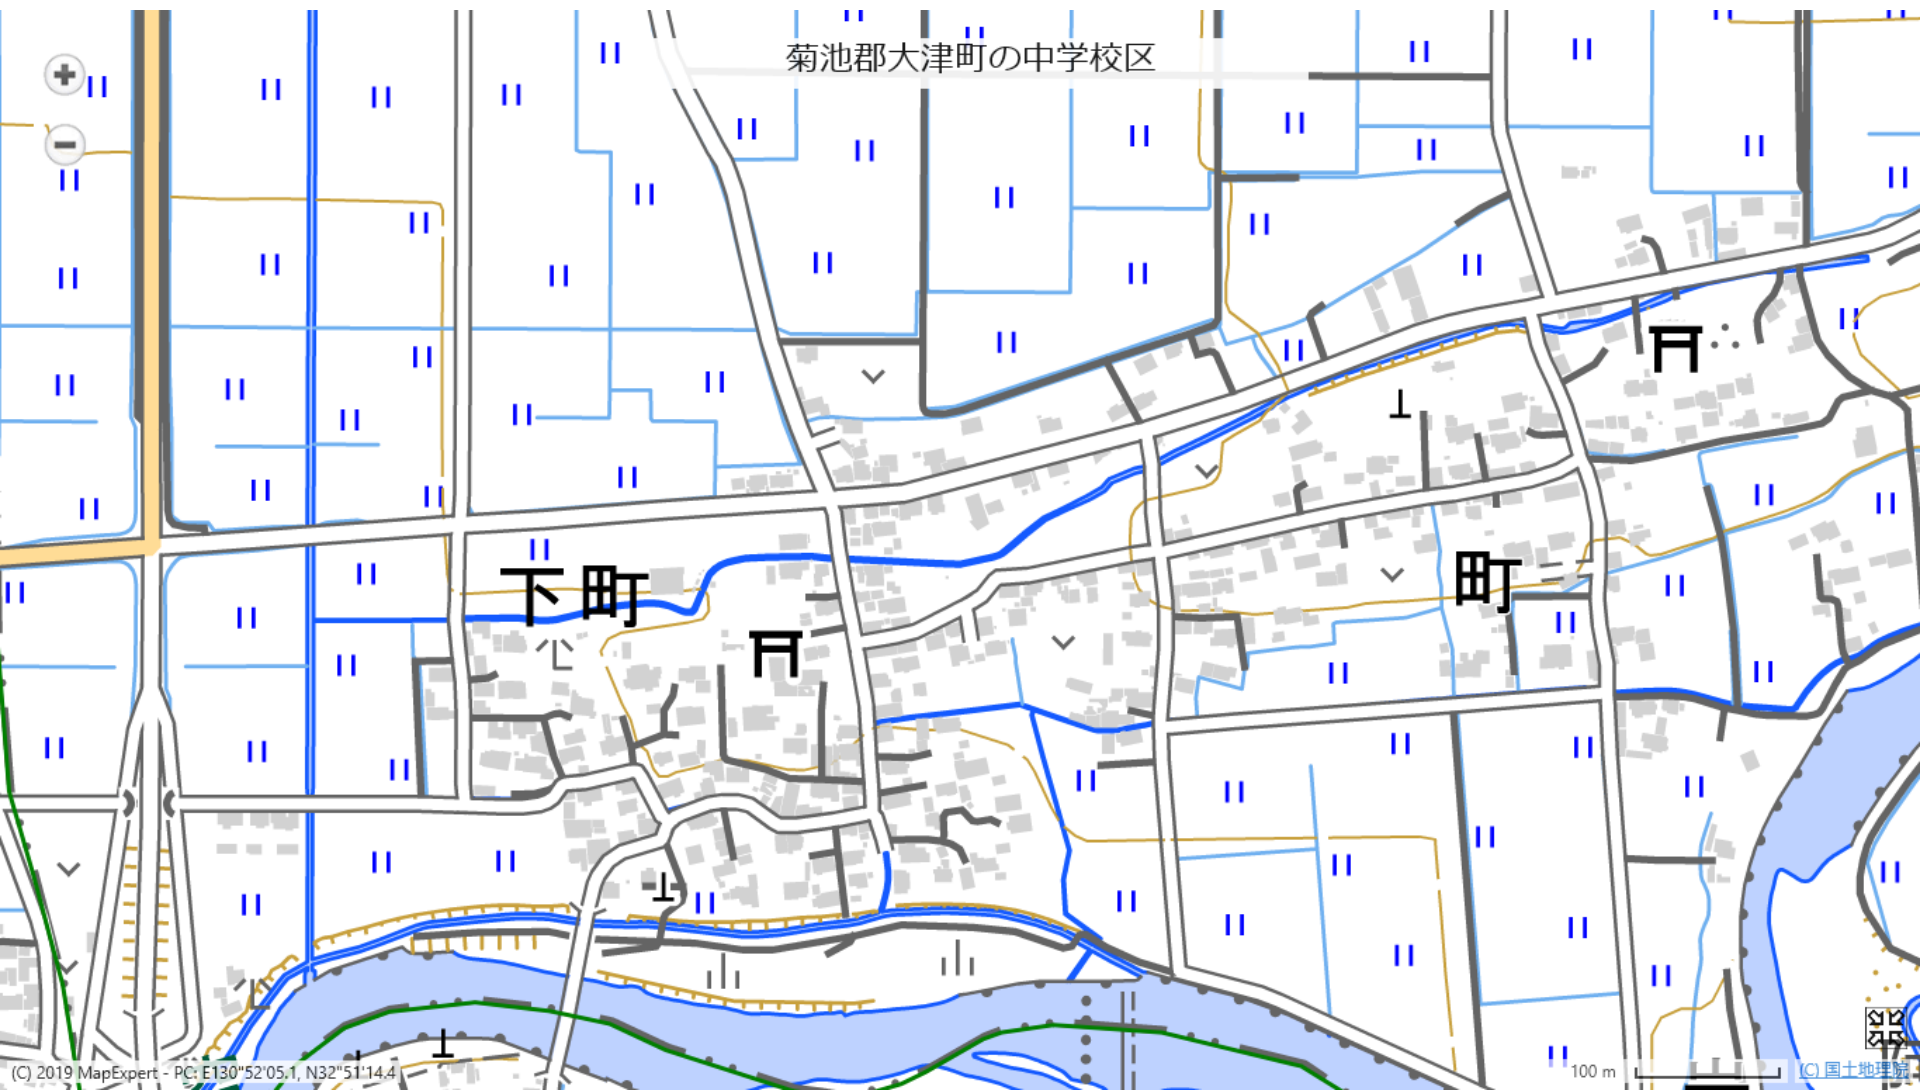 菊池郡大津町の中学校区
下町
町
(C) 2019 MapExpert - PC: E130°52'05.1, N32°51'14.4
100 m
(C) 国土地理院